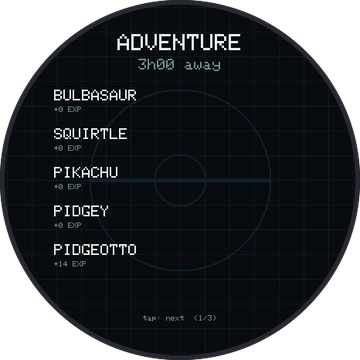 ADVENTURE
3h00 away
BULBASAUR
+0 EXP
SQUIRTLE
+0 EXP
PIKACHU
+0 EXP
PIDGEY
+0 EXP
PIDGEOTTO
+14 EXP
tap: next (1/3)